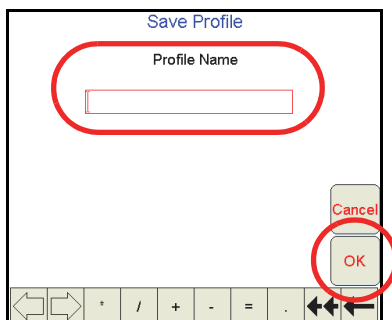 Save Profile
Profile Name
Cancel
OK
* / + - = .